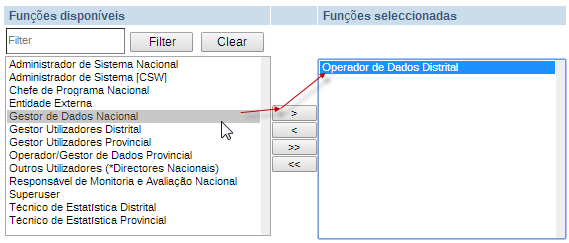 Funções disponíveis
Funções seleccionadas
Filter
Filter
Clear
Administrador de Sistema Nacional
Administrador de Sistema [CSW]
Chefe de Programa Nacional
Entidade Externa
Gestor de Dados Nacional
Gestor Utilizadores Distrital
Gestor Utilizadores Provincial
Operador/Gestor de Dados Provincial
Outros Utilizadores (*Directores Nacionais)
Responsável de Monitoria e Avaliação Nacional
Superuser
Técnico de Estatística Distrital
Técnico de Estatística Provincial
>
<
>>
<<
Operador de Dados Distrital